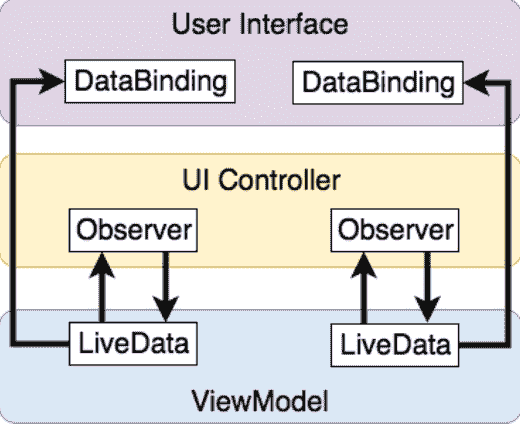 User Interface
DataBinding
DataBinding
UI Controller
Observer
Observer
LiveData
LiveData
ViewModel